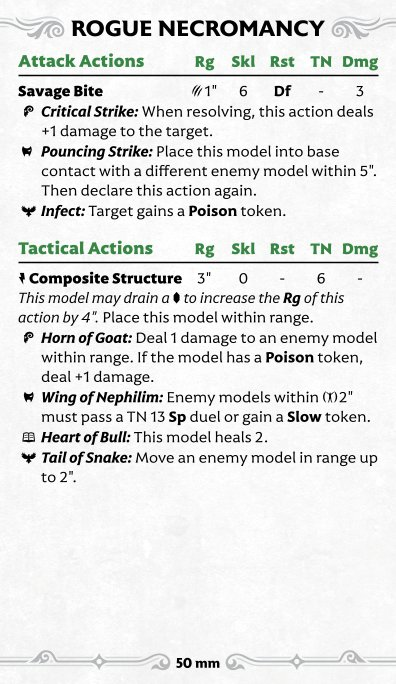 ROGUE NECROMANCY
Attack Actions Rg Skl Rst TN Dmg
Savage Bite 1" 6 Df - 3
Critical Strike: When resolving, this action deals
+1 damage to the target.
Pouncing Strike: Place this model into base
contact with a different enemy model within 5".
Then declare this action again.
Infect: Target gains a Poison token.
Tactical Actions Rg Skl Rst TN Dmg
Composite Structure 3" 0 - 6 -
This model may drain a to increase the Rg of this
action by 4". Place this model within range.
Horn of Goat: Deal 1 damage to an enemy model
within range. If the model has a Poison token,
deal +1 damage.
Wing of Nephilim: Enemy models within 2"
must pass a TN 13 Sp duel or gain a Slow token.
Heart of Bull: This model heals 2.
Tail of Snake: Move an enemy model in range up
to 2".
50 mm